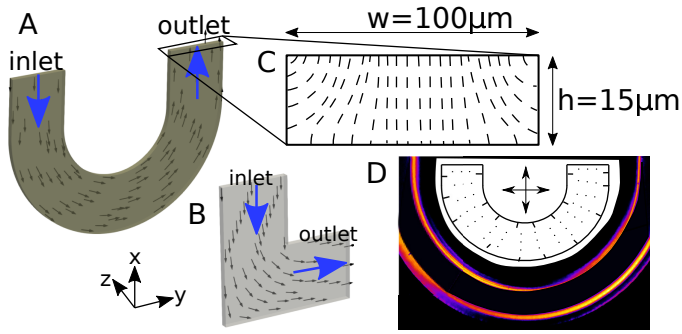 A
outlet
w=100μm
inlet
C
h=15μm
D
inlet
B
outlet
x
z
y